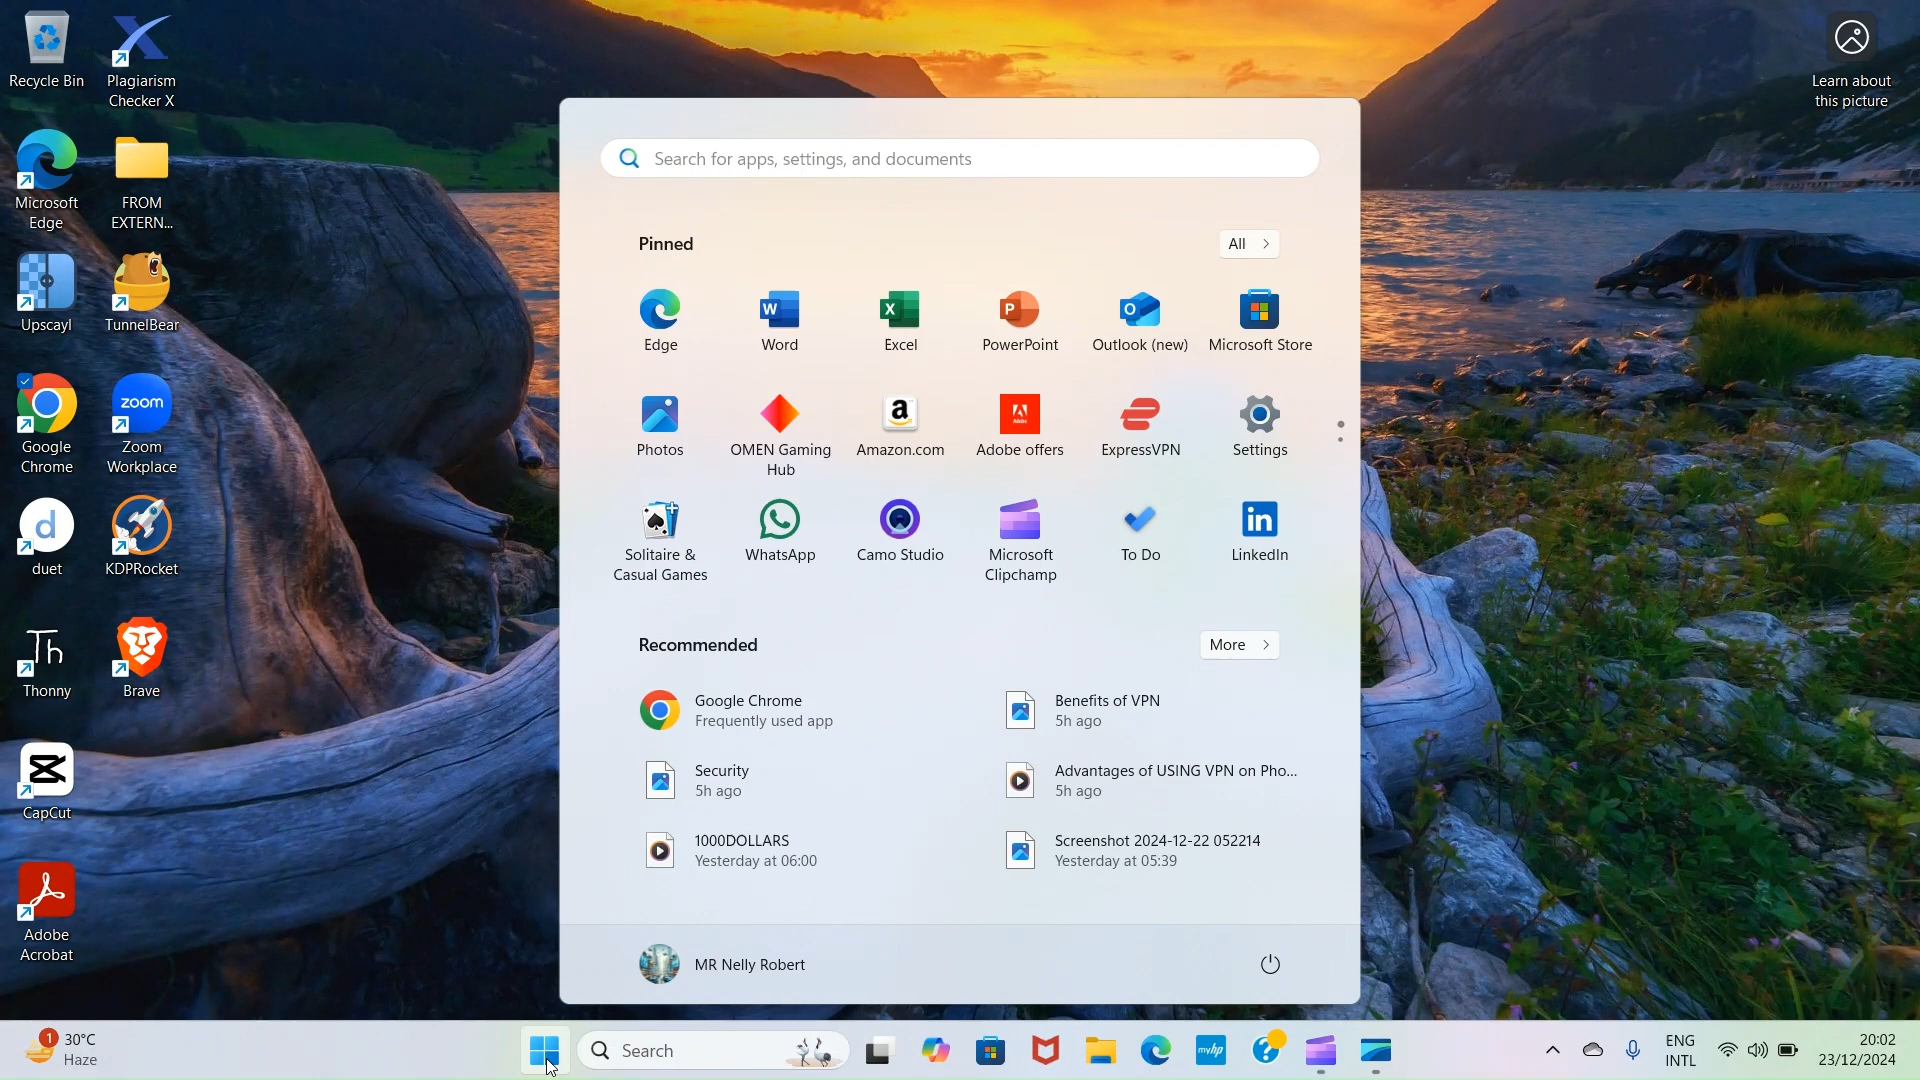 Recycle Bin
Plagiarism
Checker X
Microsoft
Edge
FROM
EXTERN...
Upscayl
TunnelBear
Google
Chrome
zoom
Zoom
Workplace
d
duet
KDPRocket
Th
Thonny
Brave
CapCut
Adobe
Acrobat
Learn about
this picture
Search for apps, settings, and documents
Pinned
All
Edge
W
Word
X
Excel
P
PowerPoint
O
Outlook (new)
Microsoft Store
Photos
OMEN Gaming
Hub
a
Amazon.com
Adobe
Adobe offers
ExpressVPN
Settings
Solitaire &
Casual Games
WhatsApp
Camo Studio
Microsoft
Clipchamp
To Do
in
LinkedIn
Recommended
More
Google Chrome
Frequently used app
Benefits of VPN
5h ago
Security
5h ago
Advantages of USING VPN on Pho...
5h ago
1000DOLLARS
Yesterday at 06:00
Screenshot 2024-12-22 052214
Yesterday at 05:39
MR Nelly Robert
1
30°C
Haze
Search
myhp
?
ENG
INTL
20:02
23/12/2024